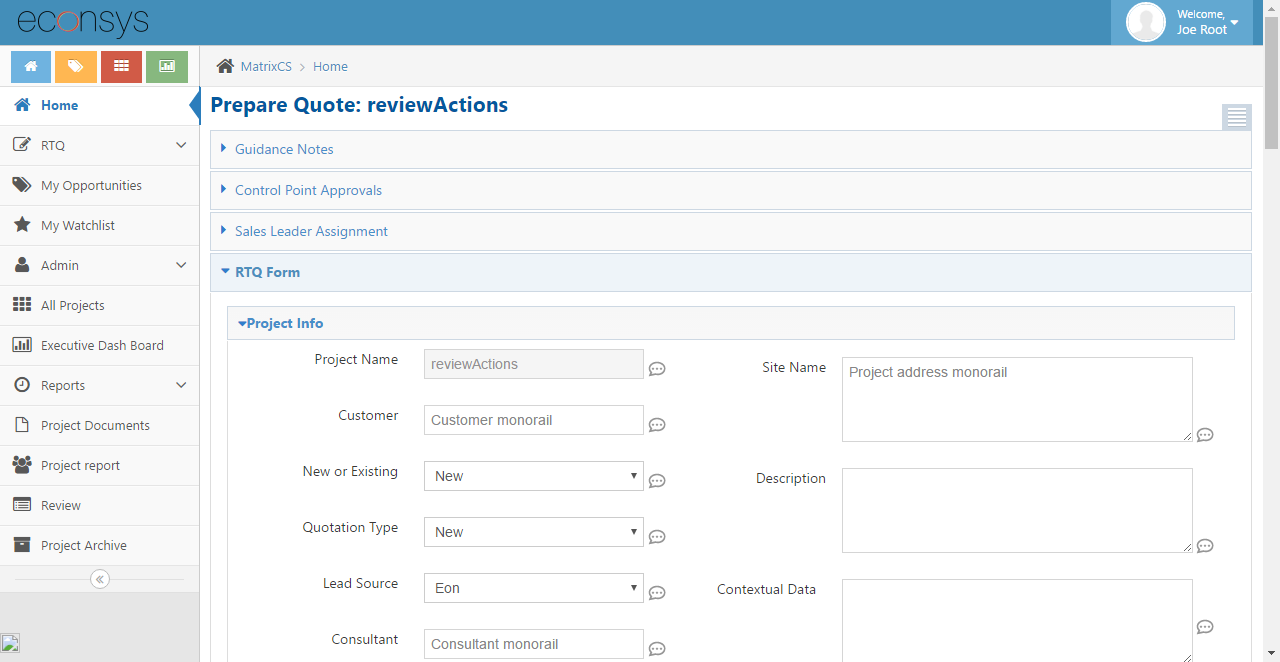 econsys
Welcome,
Joe Root
MatrixCS > Home
Home
RTQ
My Opportunities
My Watchlist
Admin
All Projects
Executive Dash Board
Reports
Project Documents
Project report
Review
Project Archive
Prepare Quote: reviewActions
Guidance Notes
Control Point Approvals
Sales Leader Assignment
RTQ Form
Project Info
Project Name reviewActions
Customer Customer monorail
New or Existing New
Quotation Type New
Lead Source Eon
Consultant Consultant monorail
Site Name Project address monorail
Description
Contextual Data